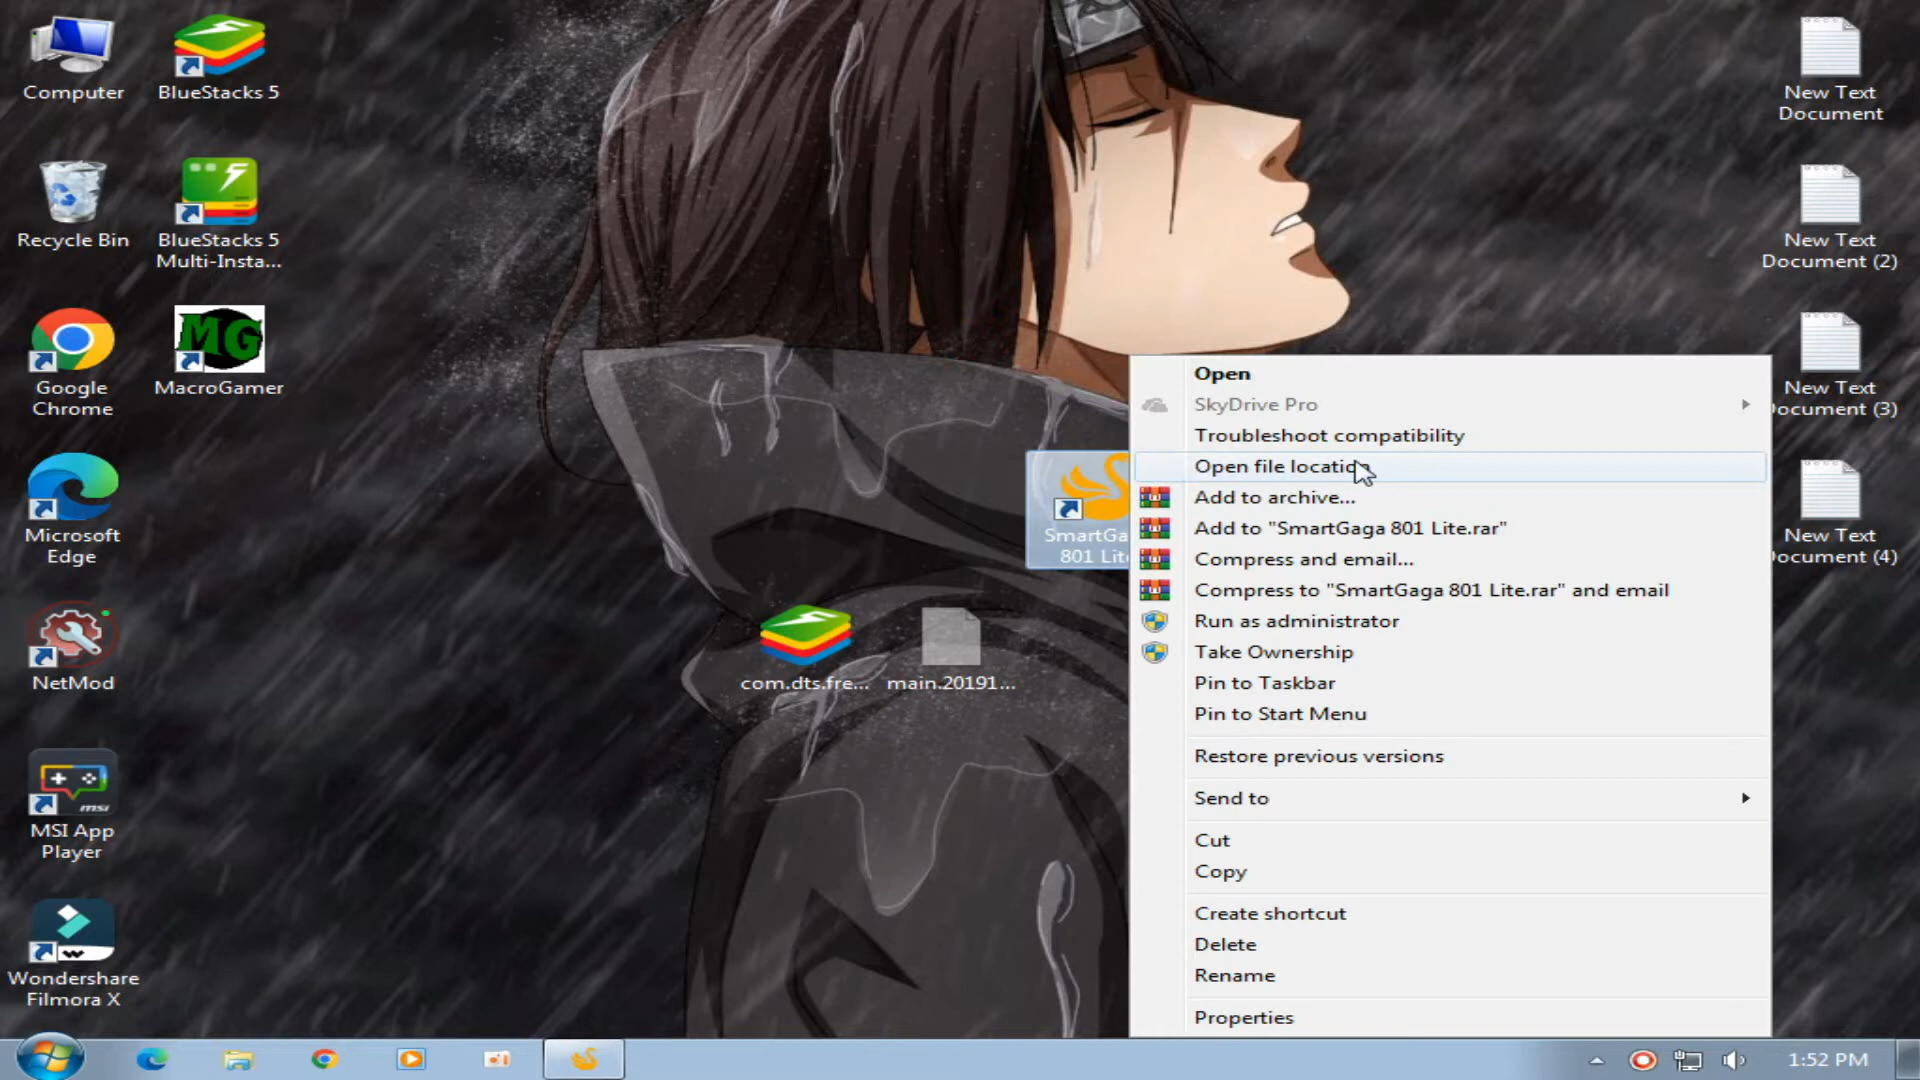 Computer
BlueStacks 5
Recycle Bin
BlueStacks 5
Multi-Insta...
Google
Chrome
MG
MacroGamer
Microsoft
Edge
NetMod
msi
MSI App
Player
Wondershare
Filmora X
com.dts.fre...
main.20191...
SmartGa
801 Lit
Open
SkyDrive Pro
Troubleshoot compatibility
Open file location
Add to archive...
Add to "SmartGaga 801 Lite.rar"
Compress and email...
Compress to "SmartGaga 801 Lite.rar" and email
Run as administrator
Take Ownership
Pin to Taskbar
Pin to Start Menu
Restore previous versions
Send to
Cut
Copy
Create shortcut
Delete
Rename
Properties
New Text
Document
New Text
Document (2)
New Text
ocument (3)
New Text
ocument (4)
1:52 PM